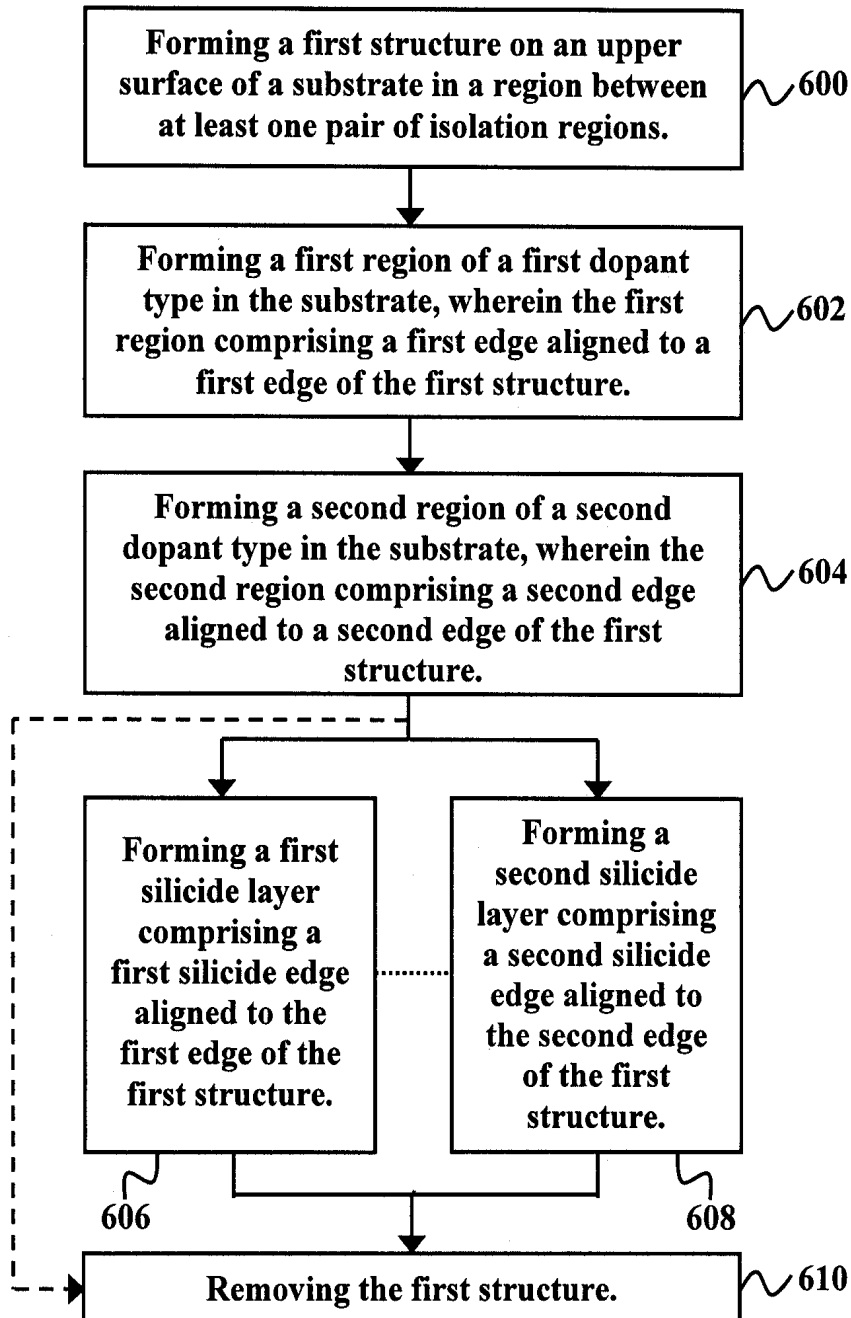 Forming a first structure on an upper
surface of a substrate in a region between
at least one pair of isolation regions.
600
Forming a first region of a first dopant
type in the substrate, wherein the first
region comprising a first edge aligned to a
first edge of the first structure.
602
Forming a second region of a second
dopant type in the substrate, wherein the
second region comprising a second edge
aligned to a second edge of the first
structure.
604
Forming a first
silicide layer
comprising a
first silicide edge
aligned to the
first edge of the
first structure.
606
Forming a
second silicide
layer comprising
a second silicide
edge aligned to
the second edge
of the first
structure.
608
Removing the first structure.
610